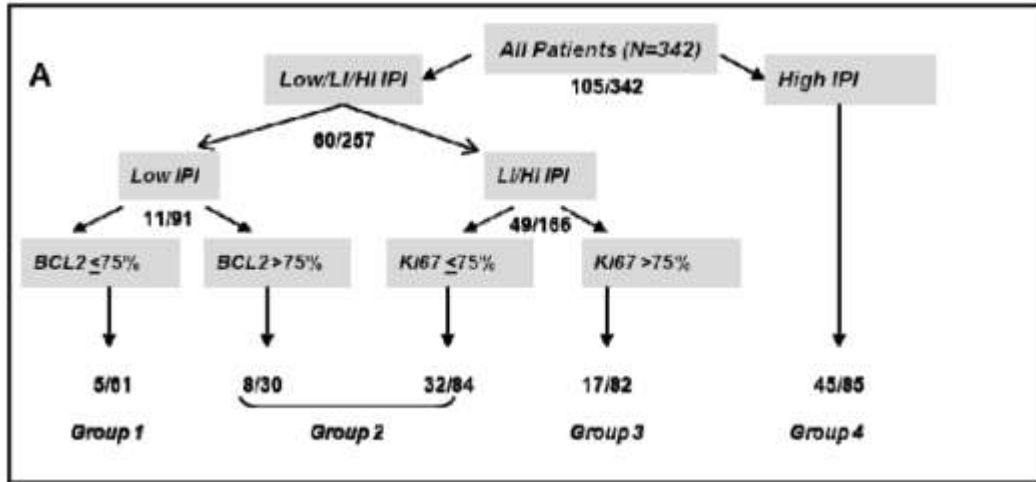 A
All Patients (N=342)
Low/LI/HI IPI
High IPI
105/342
60/257
Low IPI
LI/HI IPI
11/91
49/166
BCL2 ≤75%
BCL2 >75%
Ki67 ≤75%
Ki67 >75%
5/61 32/84 17/82 45/85
Group 1 Group 2 Group 3 Group 4